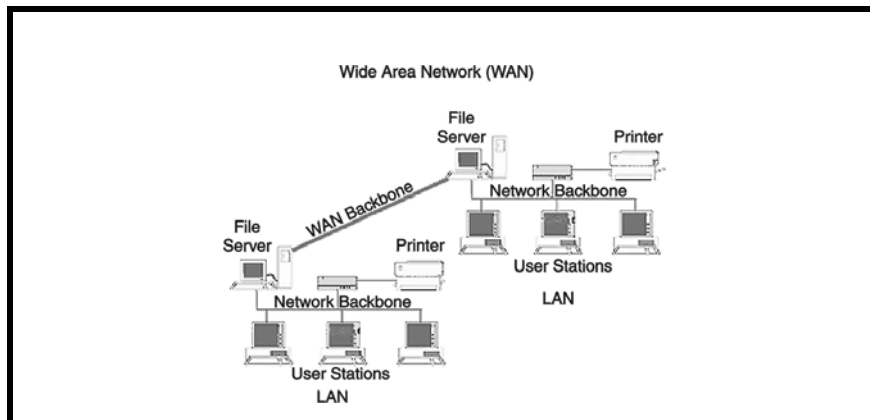 Wide Area Network (WAN)
File
Server
Printer
Network Backbone
WAN Backbone
User Stations
LAN
File
Server
Printer
Network Backbone
User Stations
LAN